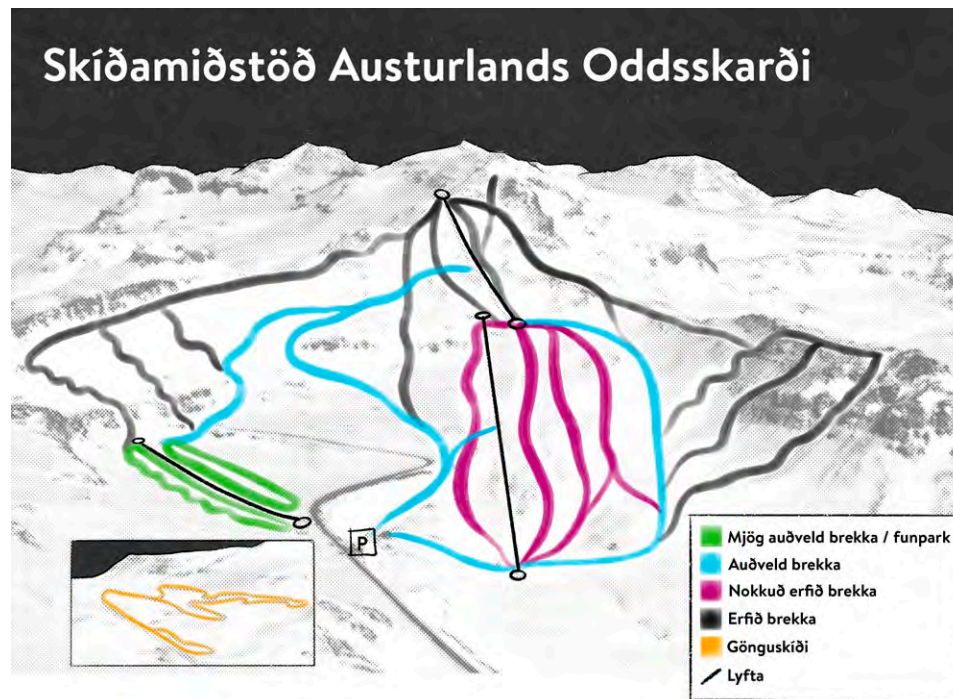 Skíðamiðstöð Austurlands Oddsskarði
P
Mjög auðveld brekka / funpark
Auðveld brekka
Nokkuð erfið brekka
Erfið brekka
Gönguskíði
Lyfta